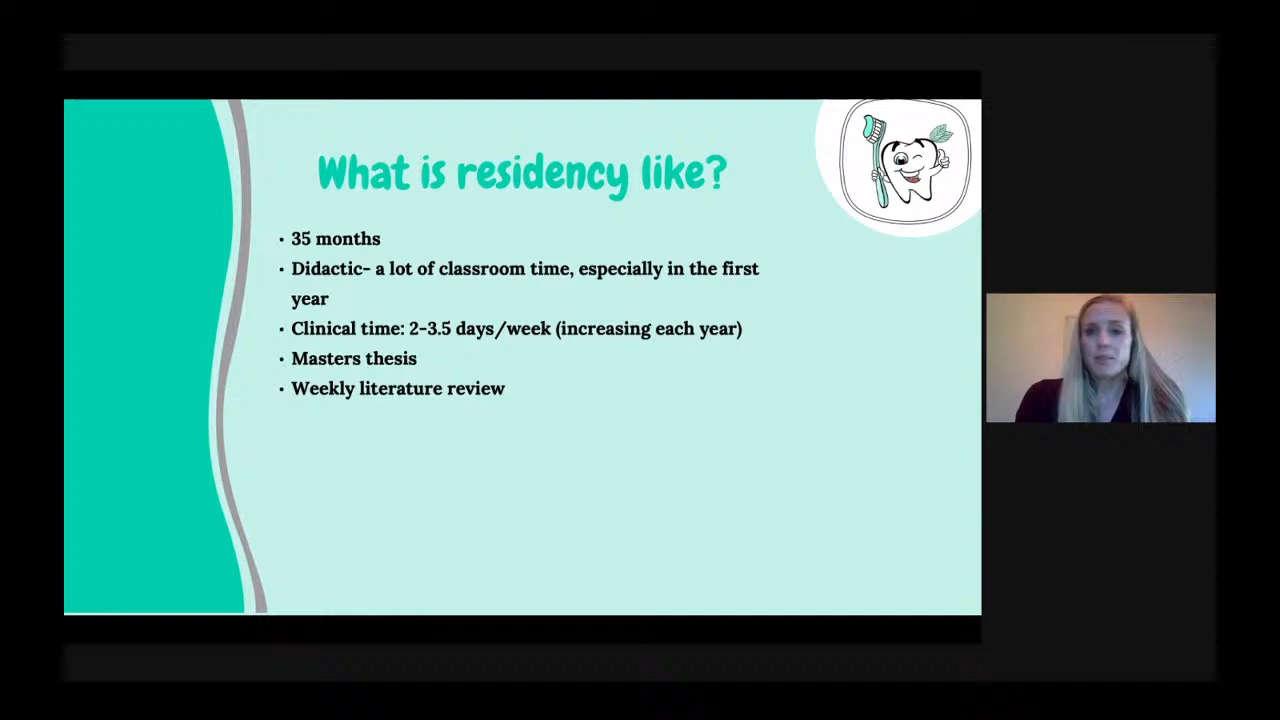 What is residency like?
• 35 months
• Didactic- a lot of classroom time, especially in the first
year
• Clinical time: 2-3.5 days/week (increasing each year)
• Masters thesis
• Weekly literature review